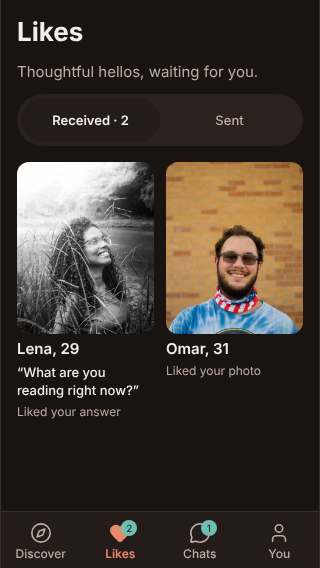 Likes
Thoughtful hellos, waiting for you.
Received · 2
Sent
Lena, 29
“What are you
reading right now?”
Liked your answer
Omar, 31
Liked your photo
2
1
Discover
Likes
Chats
You